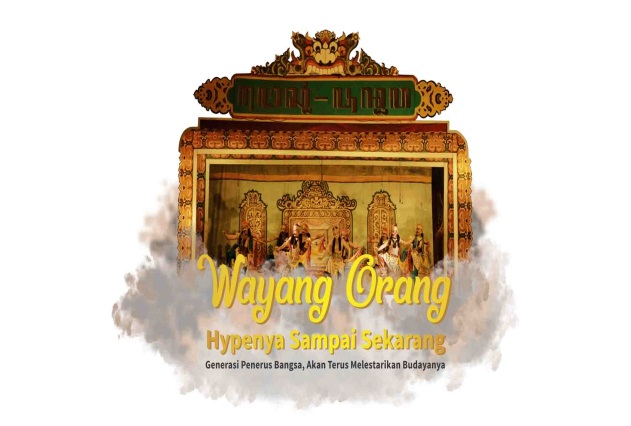 Wayang Orang
Hypenya Sampai Sekarang
Generasi Penerus Bangsa, Akan Terus Melestarikan Budayanya